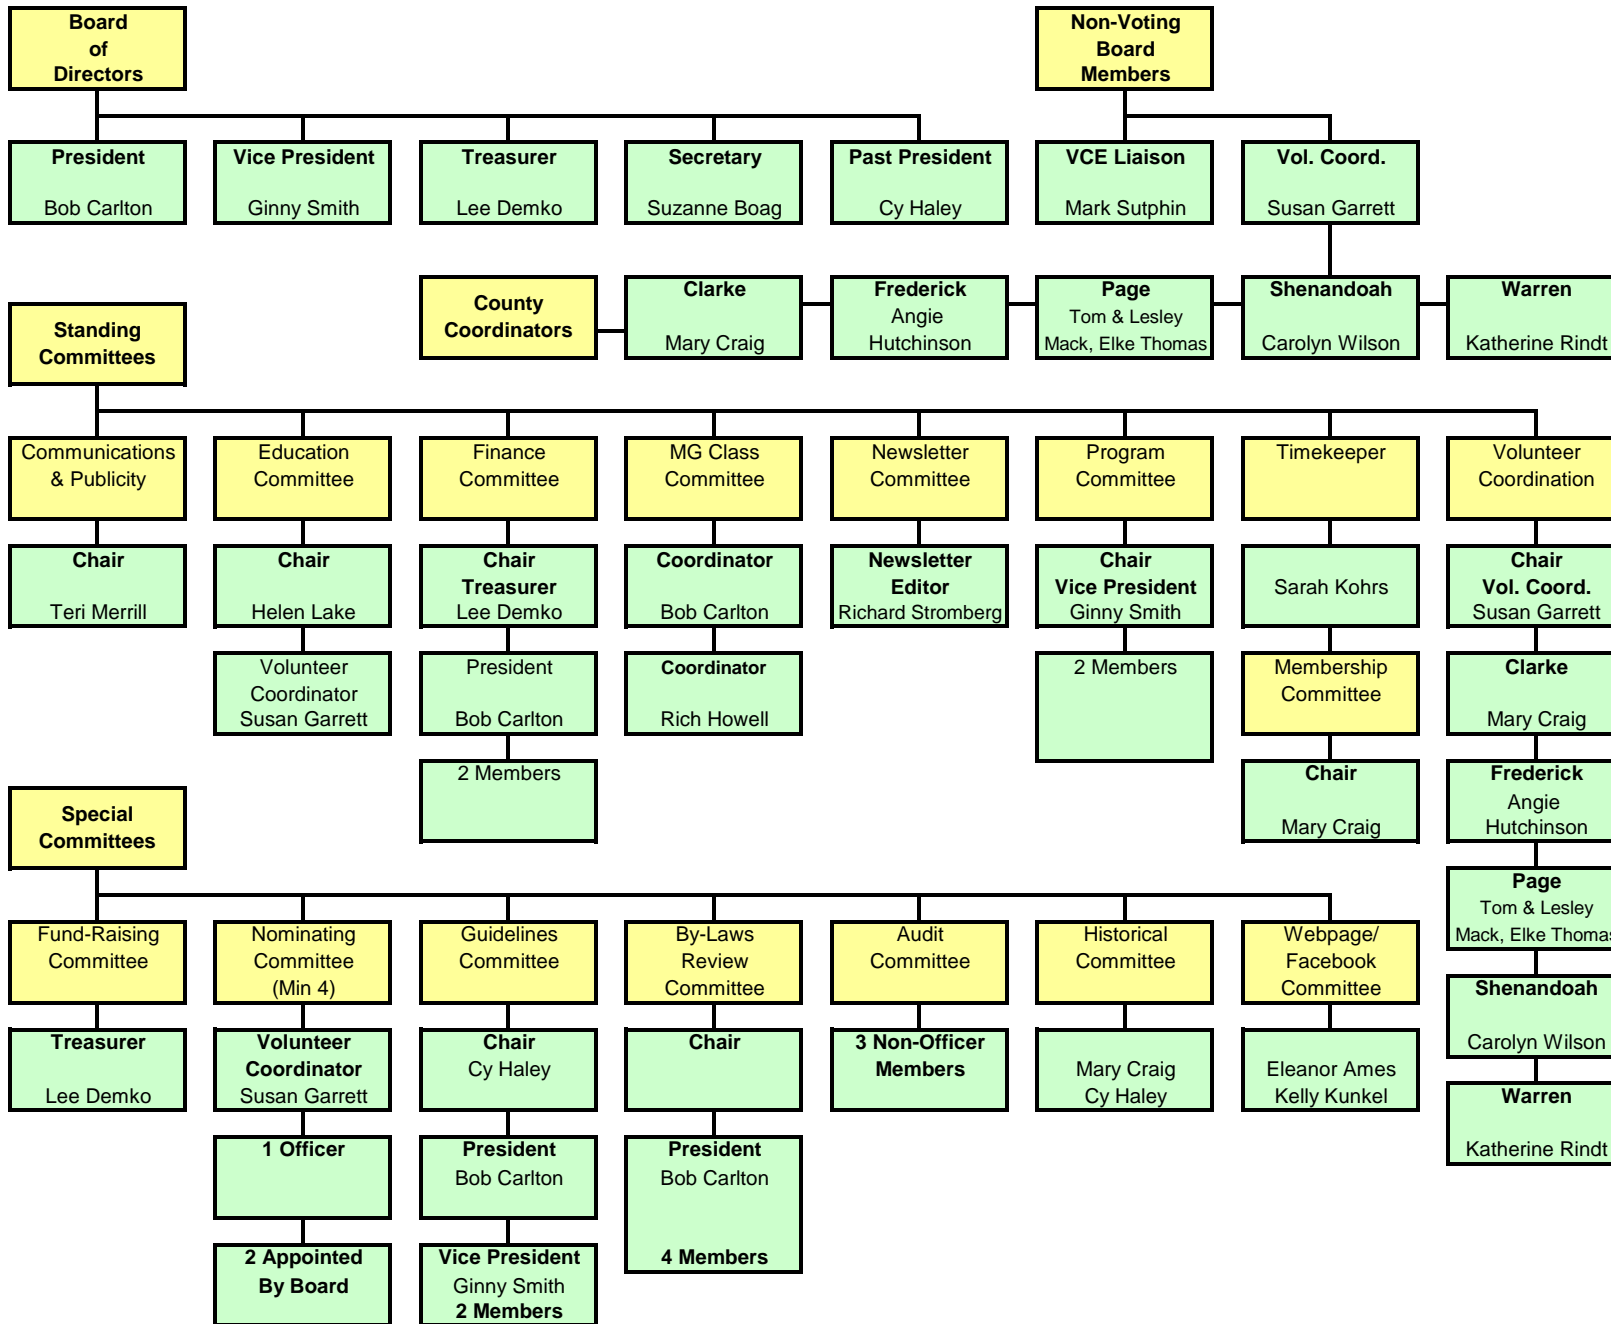 Board
of
Directors
Non-Voting
Board
Members
President
Bob Carlton
Vice President
Ginny Smith
Treasurer
Lee Demko
Secretary
Suzanne Boag
Past President
Cy Haley
VCE Liaison
Mark Sutphin
Vol. Coord.
Susan Garrett
County
Coordinators
Clarke
Mary Craig
Frederick
Angie
Hutchinson
Page
Tom & Lesley
Mack, Elke Thomas
Shenandoah
Carolyn Wilson
Warren
Katherine Rindt
Standing
Committees
Communications
& Publicity
Chair
Teri Merrill
Education
Committee
Chair
Helen Lake
Volunteer
Coordinator
Susan Garrett
Finance
Committee
Chair
Treasurer
Lee Demko
President
Bob Carlton
2 Members
MG Class
Committee
Coordinator
Bob Carlton
Coordinator
Rich Howell
Newsletter
Committee
Newsletter
Editor
Richard Stromberg
Program
Committee
Chair
Vice President
Ginny Smith
2 Members
Timekeeper
Sarah Kohrs
Membership
Committee
Chair
Mary Craig
Volunteer
Coordination
Chair
Vol. Coord.
Susan Garrett
Clarke
Mary Craig
Frederick
Angie
Hutchinson
Page
Tom & Lesley
Mack, Elke Thomas
Shenandoah
Carolyn Wilson
Warren
Katherine Rindt
Special
Committees
Fund-Raising
Committee
Treasurer
Lee Demko
Nominating
Committee
(Min 4)
Volunteer
Coordinator
Susan Garrett
1 Officer
2 Appointed
By Board
Guidelines
Committee
Chair
Cy Haley
President
Bob Carlton
Vice President
Ginny Smith
2 Members
By-Laws
Review
Committee
Chair
President
Bob Carlton
4 Members
Audit
Committee
3 Non-Officer
Members
Historical
Committee
Mary Craig
Cy Haley
Webpage/
Facebook
Committee
Eleanor Ames
Kelly Kunkel